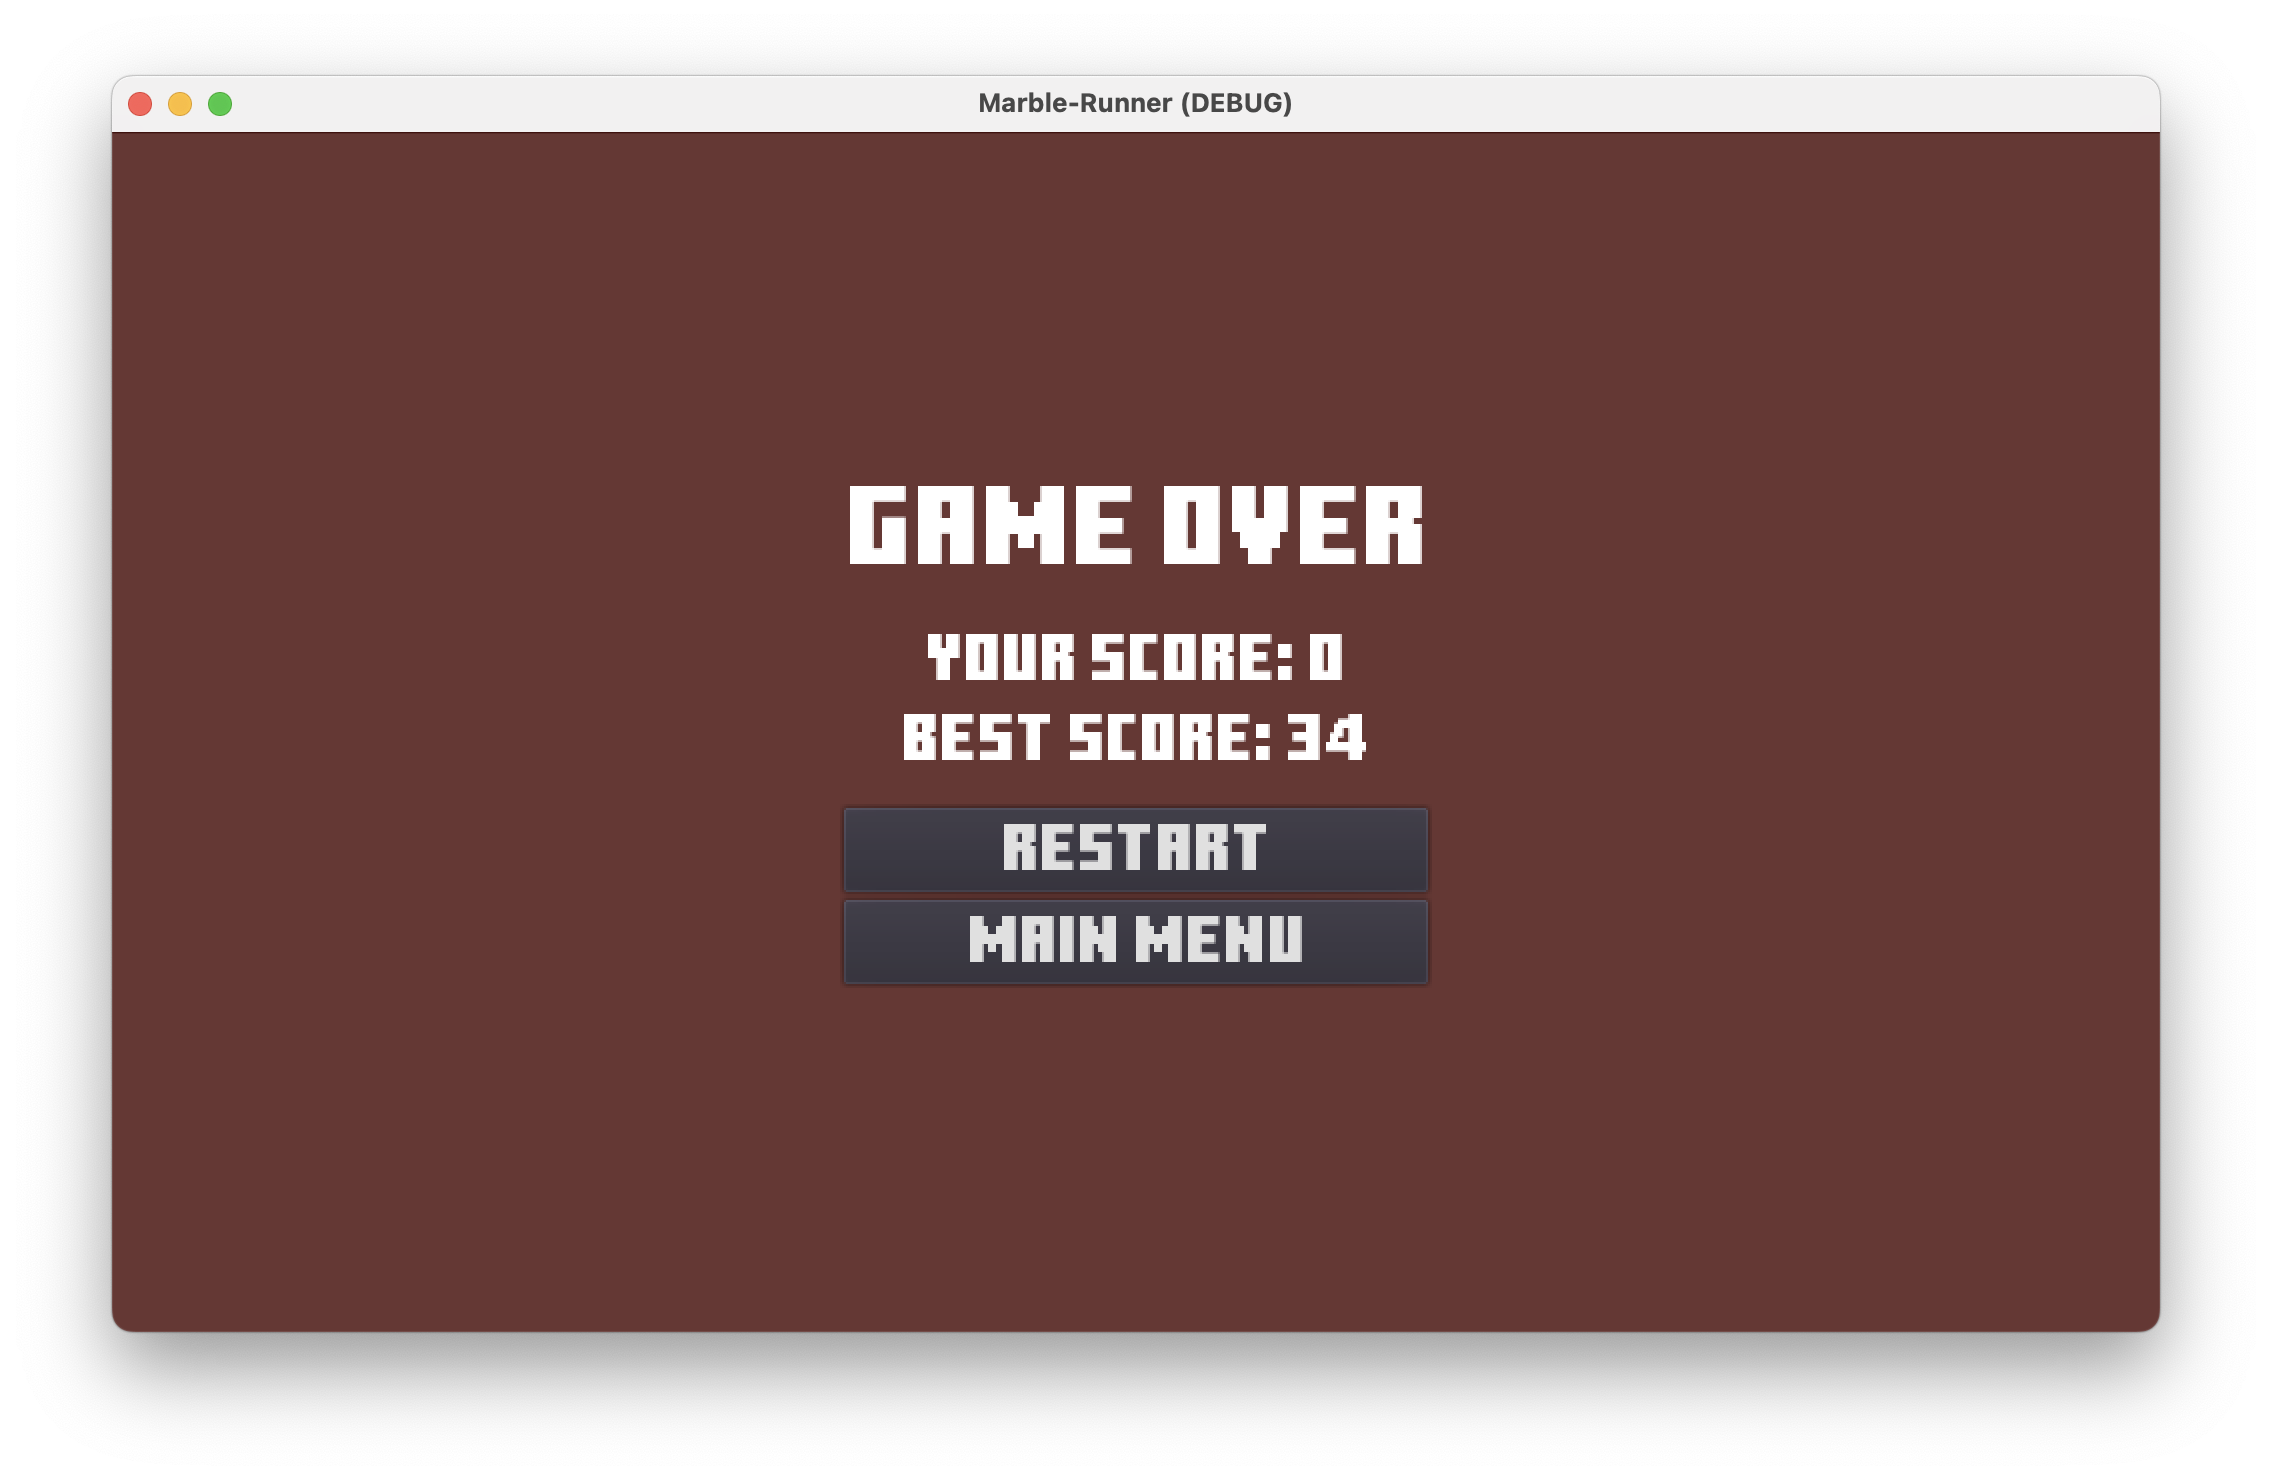 Marble-Runner (DEBUG)
GAME OVER
YOUR SCORE: 0
BEST SCORE: 34
RESTART
MAIN MENU